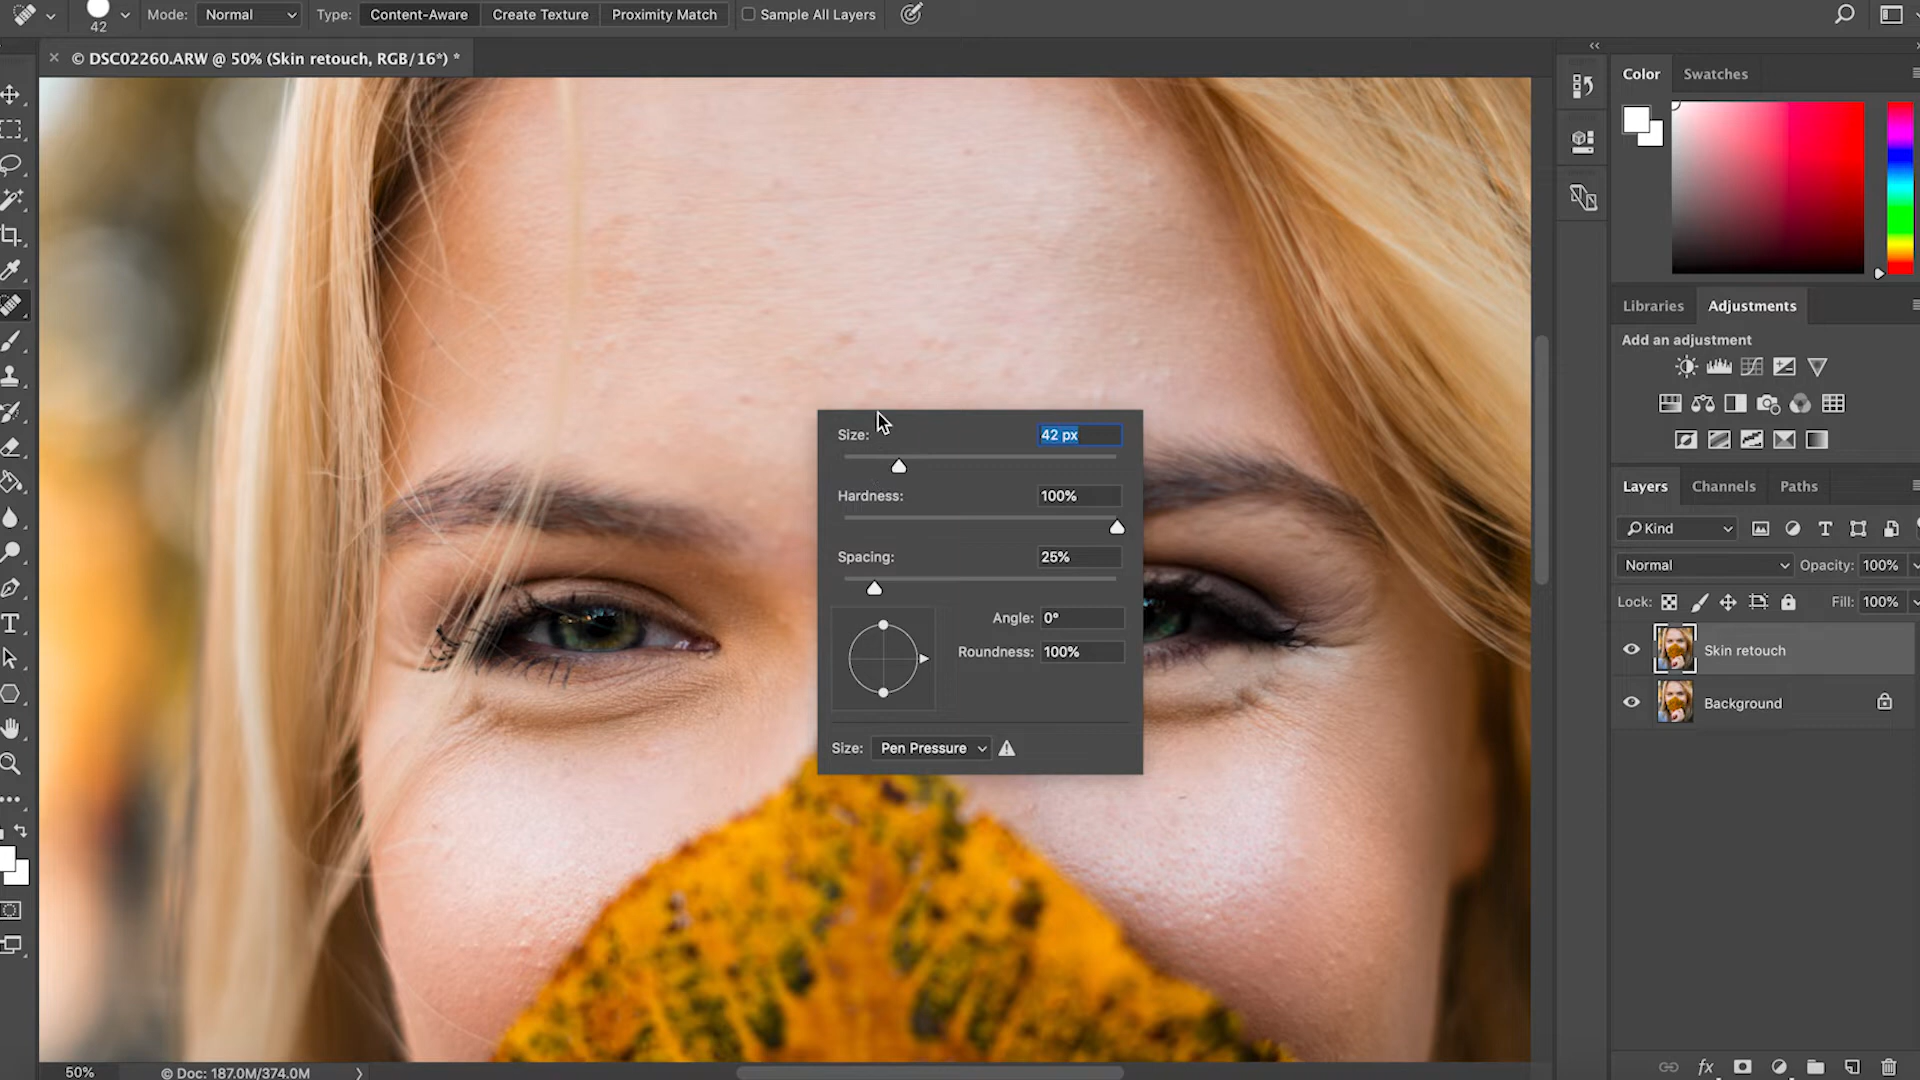 42
Mode: Normal
Type: Content-Aware Create Texture Proximity Match Sample All Layers
© DSC02260.ARW @ 50% (Skin retouch, RGB/16*) *
Color Swatches
Libraries Adjustments
Add an adjustment
Size: 42 px
Hardness: 100%
Spacing: 25%
Angle: 0°
Roundness: 100%
Size: Pen Pressure
Layers Channels Paths
Kind
Normal Opacity: 100%
Lock: Fill: 100%
Skin retouch
Background
fx
50% © Doc: 187.0M/374.0M